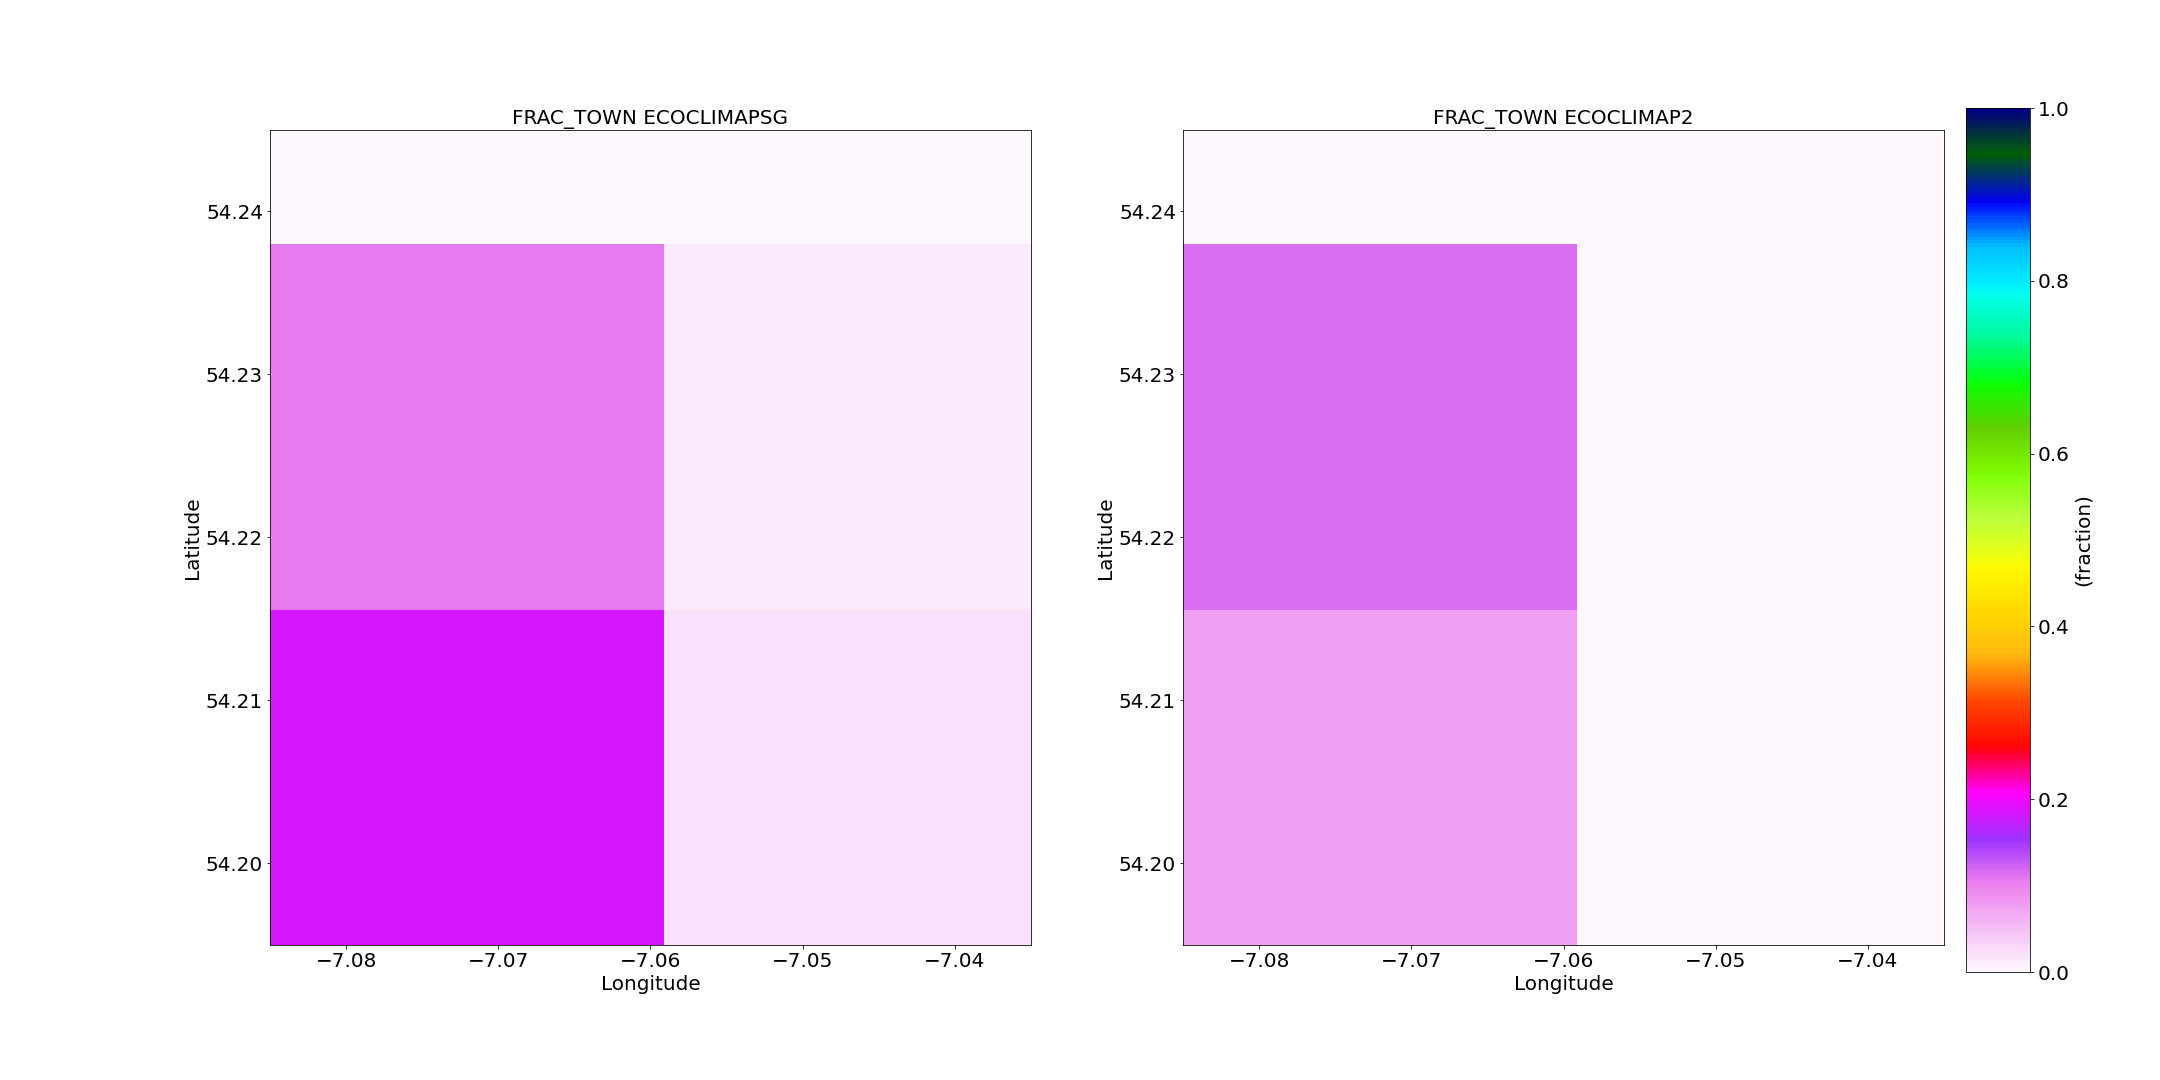 FRAC_TOWN ECOCLIMAPSG
54.24
54.23
54.22
54.21
54.20
Latitude
−7.08 −7.07 −7.06 −7.05 −7.04
Longitude
FRAC_TOWN ECOCLIMAP2
54.24
54.23
54.22
54.21
54.20
Latitude
−7.08 −7.07 −7.06 −7.05 −7.04
Longitude
1.0
0.8
0.6
0.4
0.2
0.0
(fraction)